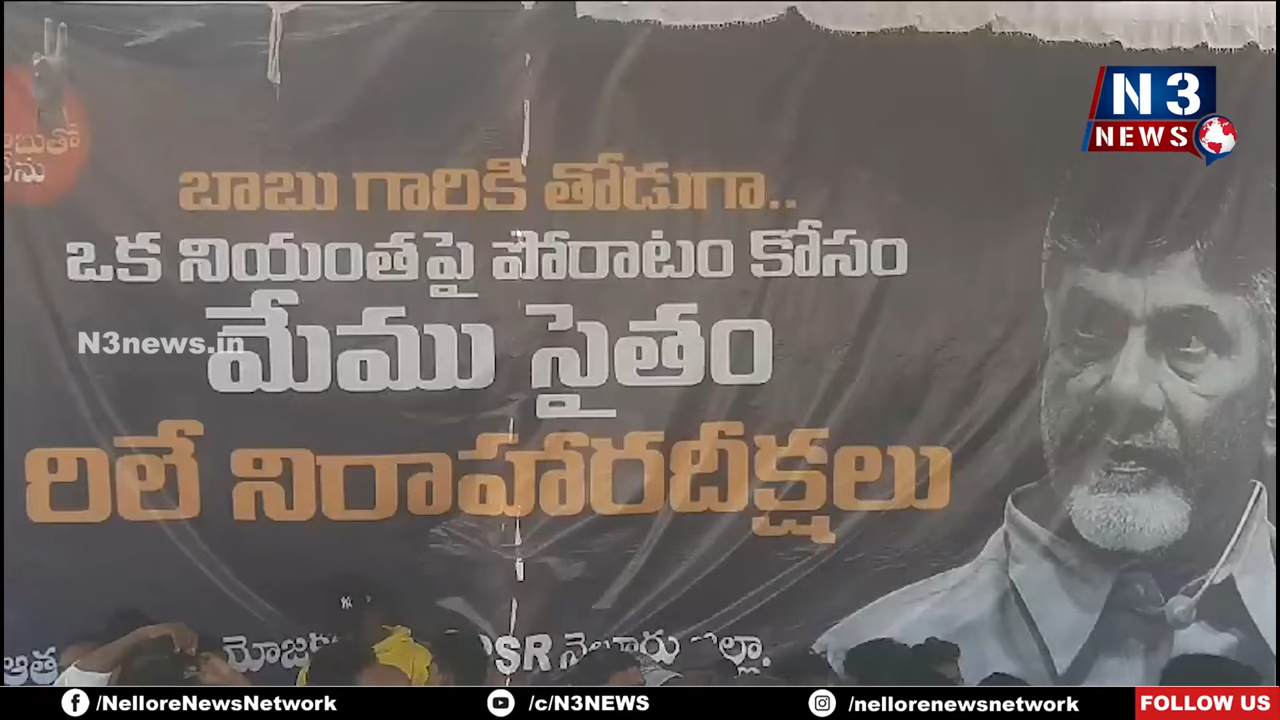 N3
NEWS
బాబు గారికి తోడుగా..
ఒక నియంతపై పోరాటం కోసం
మేము సైతం
N3news.in
రిలే నిరాహారదీక్షలు
నెల్లూరు జిల్లా.
/NelloreNewsNetwork
/c/N3NEWS
/nellorenewsnetwork
FOLLOW US